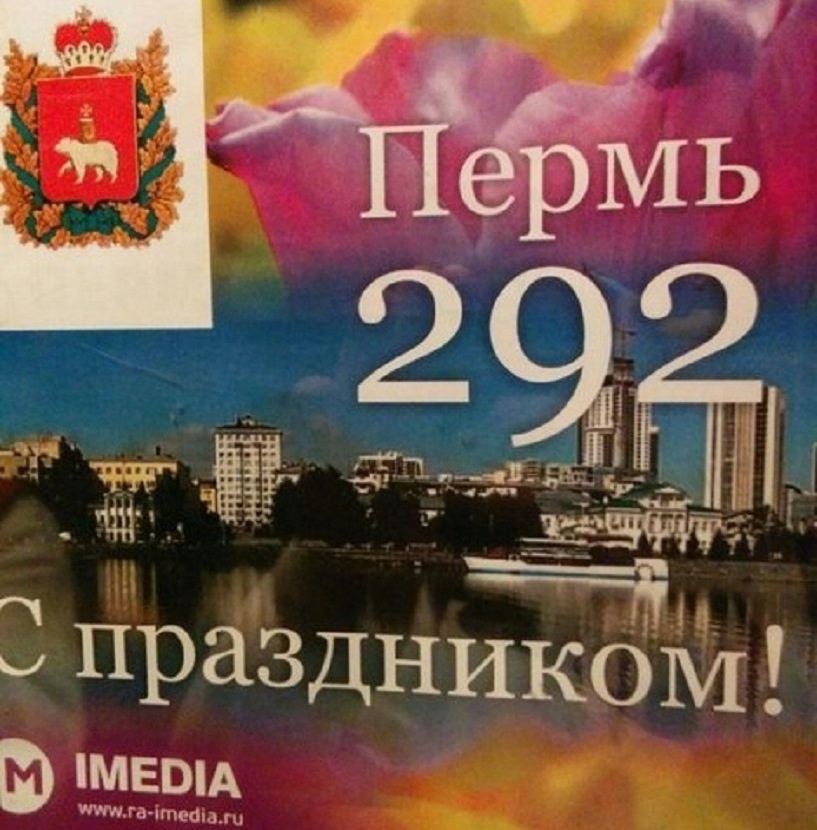 Пермь
292
С праздником!
M IMEDIA
www.ra-imedia.ru